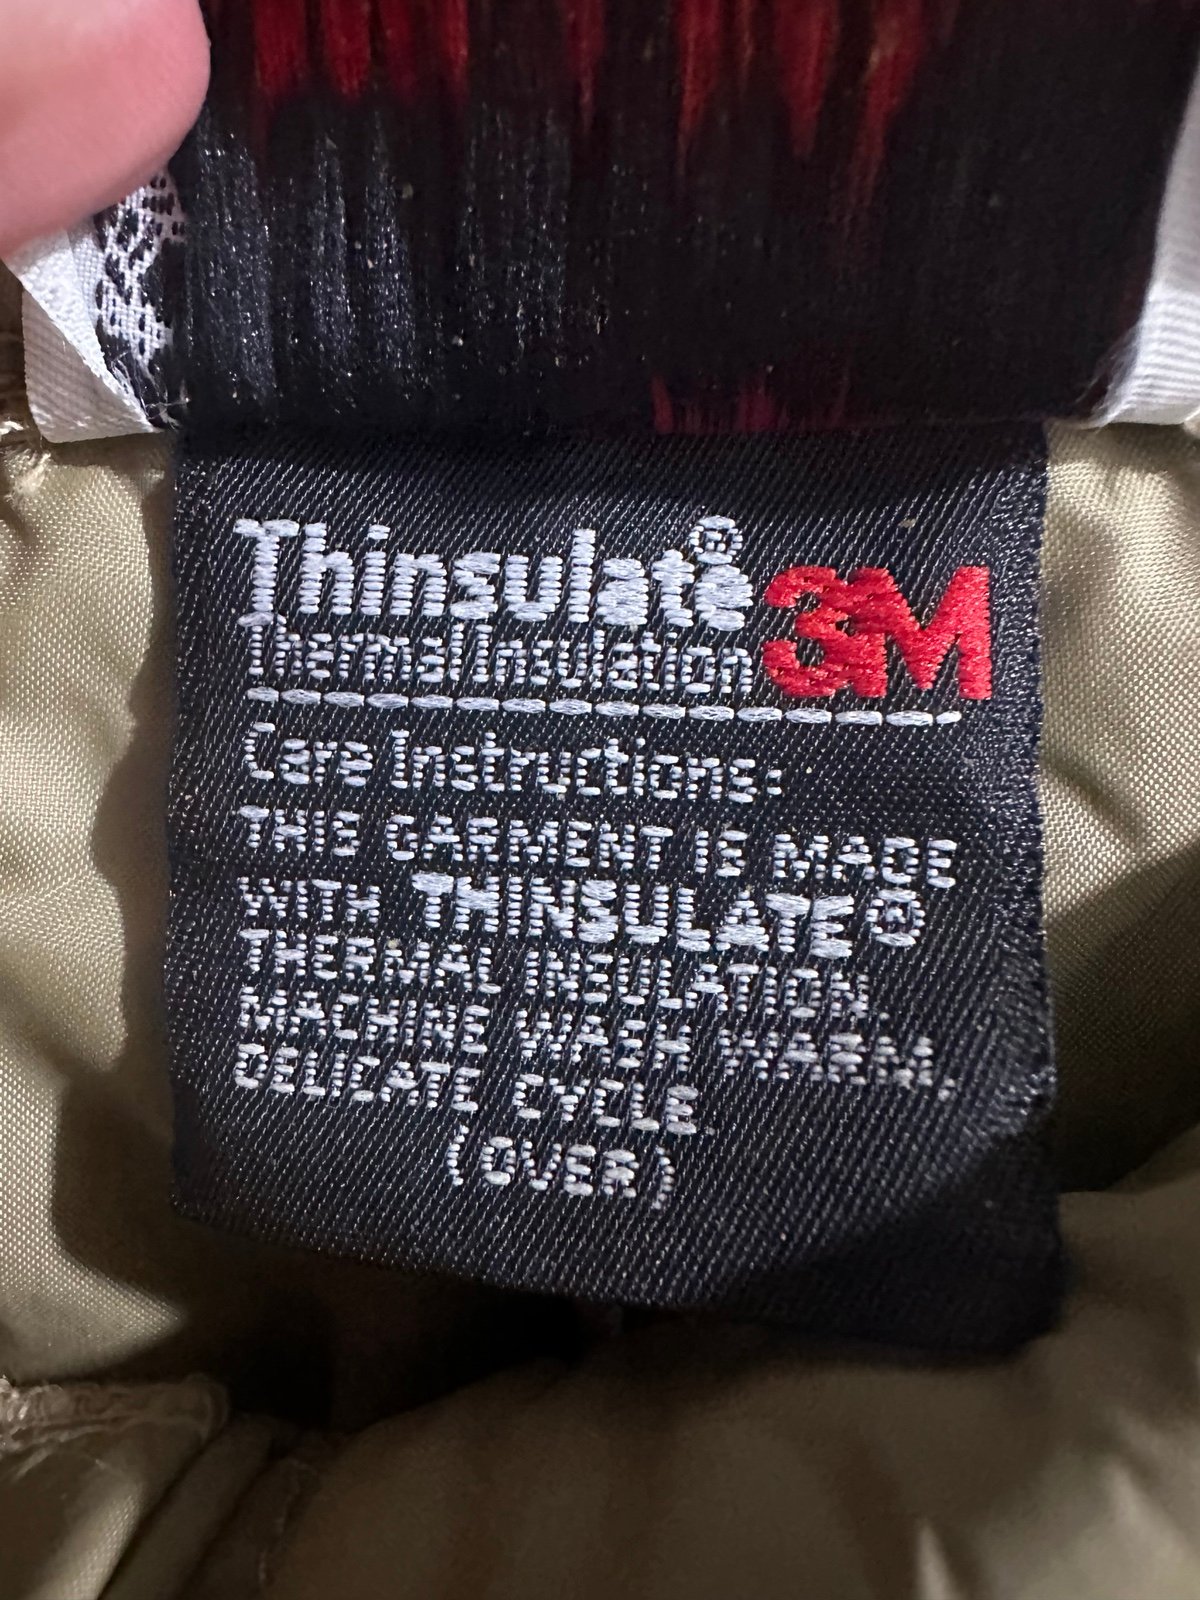 Thinsulate® 3M
Thermal Insulation
Care Instructions:
THIS GARMENT IS MADE
WITH THINSULATE®
THERMAL INSULATION.
MACHINE WASH WARM,
DELICATE CYCLE.
(OVER)